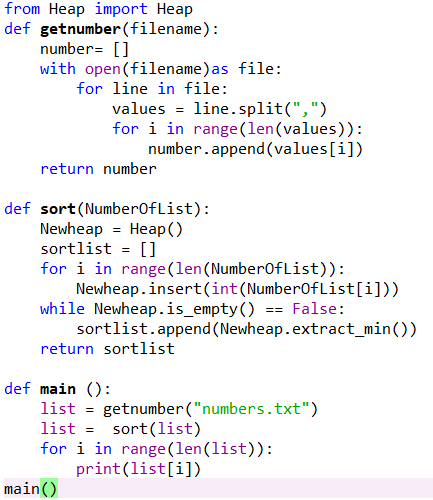 from Heap import Heap
def getnumber(filename):
    number= []
    with open(filename)as file:
        for line in file:
            values = line.split(",")
            for i in range(len(values)):
                number.append(values[i])
    return number

def sort(NumberOfList):
    Newheap = Heap()
    sortlist = []
    for i in range(len(NumberOfList)):
        Newheap.insert(int(NumberOfList[i]))
    while Newheap.is_empty() == False:
        sortlist.append(Newheap.extract_min())
    return sortlist

def main ():
    list = getnumber("numbers.txt")
    list =  sort(list)
    for i in range(len(list)):
        print(list[i])
main()